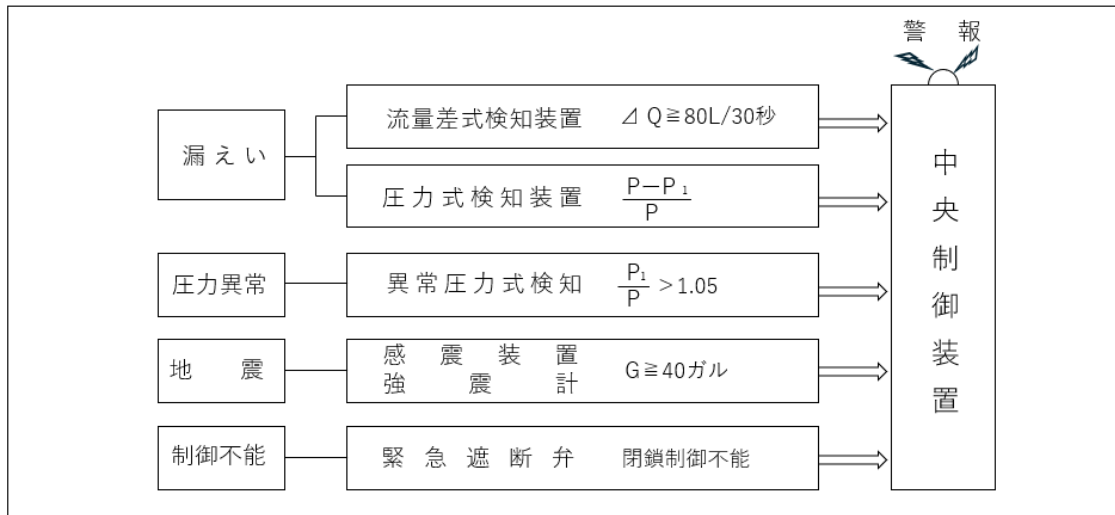 警 報
漏えい
流量差式検知装置 ⊿Q≧80L/30秒
圧力式検知装置 P−P₁/P
圧力異常
異常圧力式検知 P₁/P >1.05
地 震
感震装置
強震計
G≧40ガル
制御不能
緊急遮断弁 閉鎖制御不能
中央制御装置